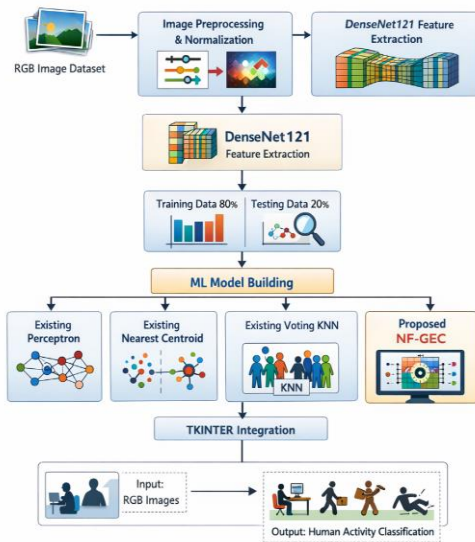 RGB Image Dataset
Image Preprocessing
& Normalization
DenseNet121 Feature
Extraction
DenseNet121
Feature Extraction
Training Data 80%
Testing Data 20%
ML Model Building
Existing
Perceptron
Existing
Nearest Centroid
Existing Voting KNN
KNN
Proposed
NF-GEC
TKINTER Integration
Input:
RGB Images
Output: Human Activity Classification